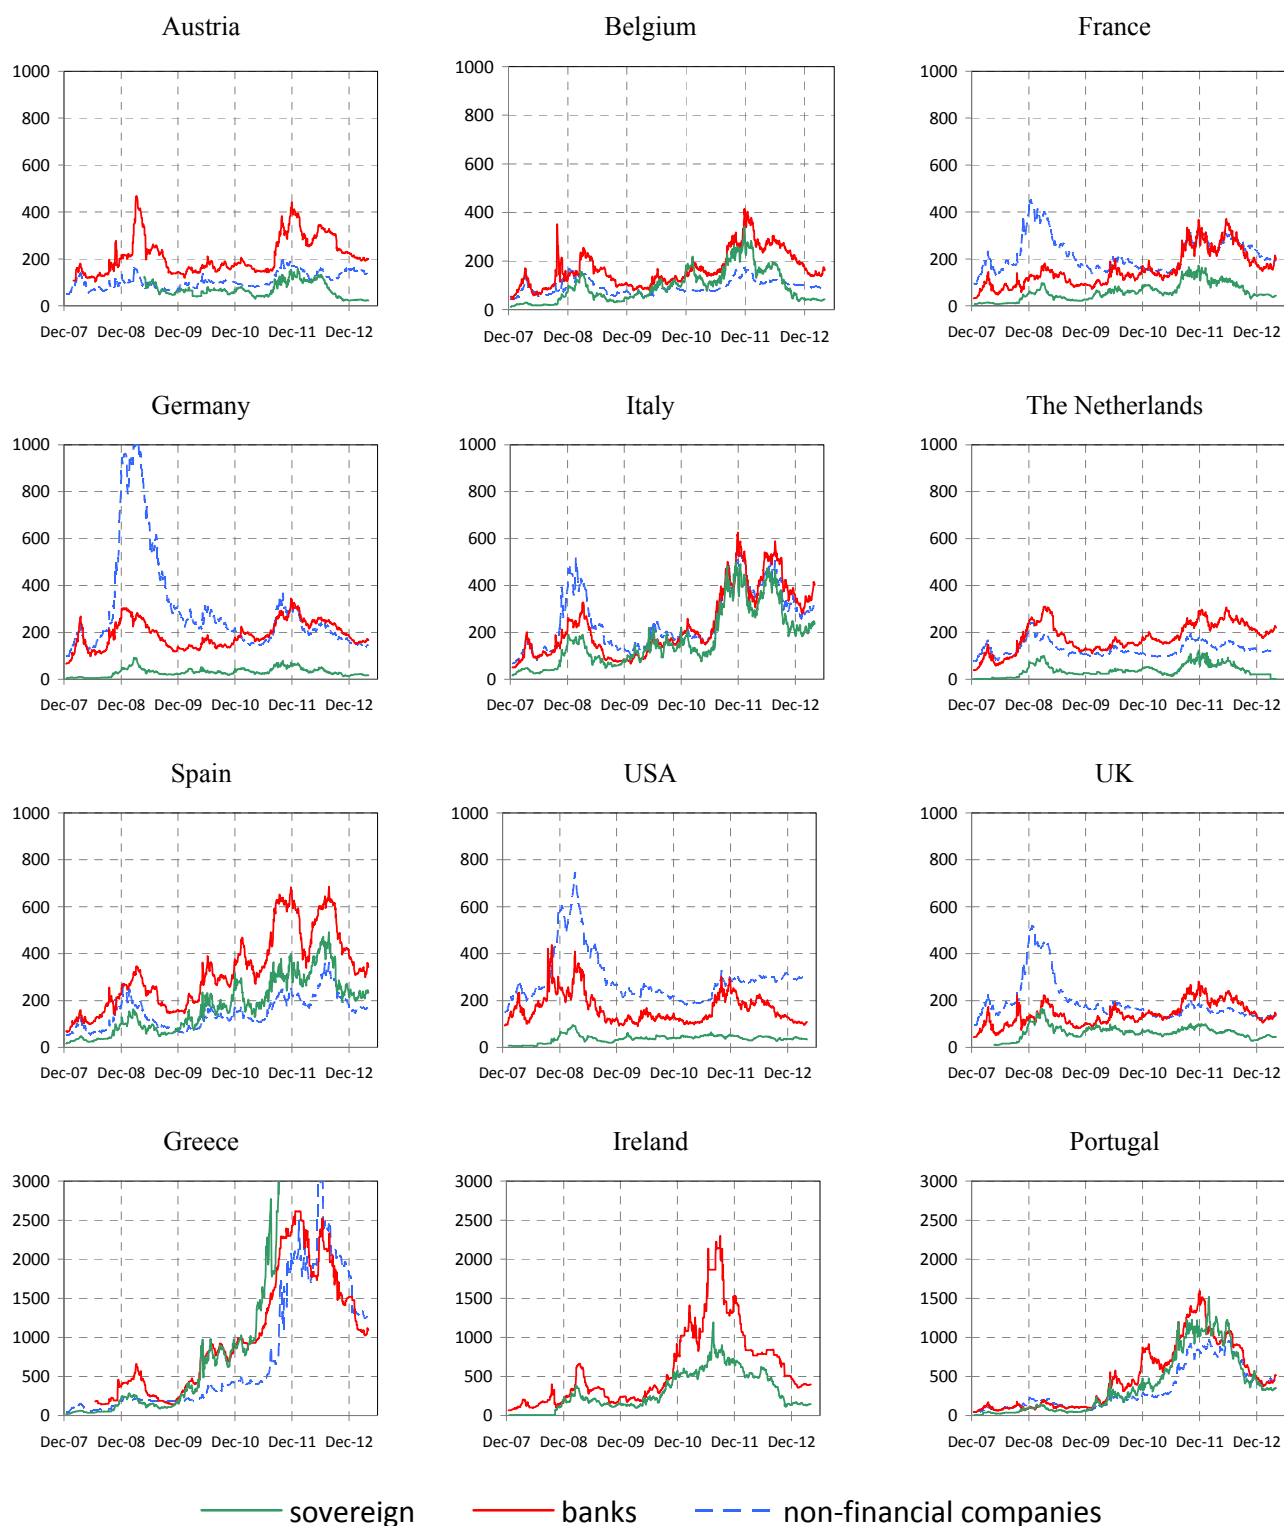 Austria Belgium France
1000 1000 1000
800 800 800
600 600 600
400 400 400
200 200 200
0 0 0
Dec-07 Dec-08 Dec-09 Dec-10 Dec-11 Dec-12 Dec-07 Dec-08 Dec-09 Dec-10 Dec-11 Dec-12 Dec-07 Dec-08 Dec-09 Dec-10 Dec-11 Dec-12
Germany Italy The Netherlands
1000 1000 1000
800 800 800
600 600 600
400 400 400
200 200 200
0 0 0
Dec-07 Dec-08 Dec-09 Dec-10 Dec-11 Dec-12 Dec-07 Dec-08 Dec-09 Dec-10 Dec-11 Dec-12 Dec-07 Dec-08 Dec-09 Dec-10 Dec-11 Dec-12
Spain USA UK
1000 1000 1000
800 800 800
600 600 600
400 400 400
200 200 200
0 0 0
Dec-07 Dec-08 Dec-09 Dec-10 Dec-11 Dec-12 Dec-07 Dec-08 Dec-09 Dec-10 Dec-11 Dec-12 Dec-07 Dec-08 Dec-09 Dec-10 Dec-11 Dec-12
Greece Ireland Portugal
3000 3000 3000
2500 2500 2500
2000 2000 2000
1500 1500 1500
1000 1000 1000
500 500 500
0 0 0
Dec-07 Dec-08 Dec-09 Dec-10 Dec-11 Dec-12 Dec-07 Dec-08 Dec-09 Dec-10 Dec-11 Dec-12 Dec-07 Dec-08 Dec-09 Dec-10 Dec-11 Dec-12
sovereign banks non-financial companies